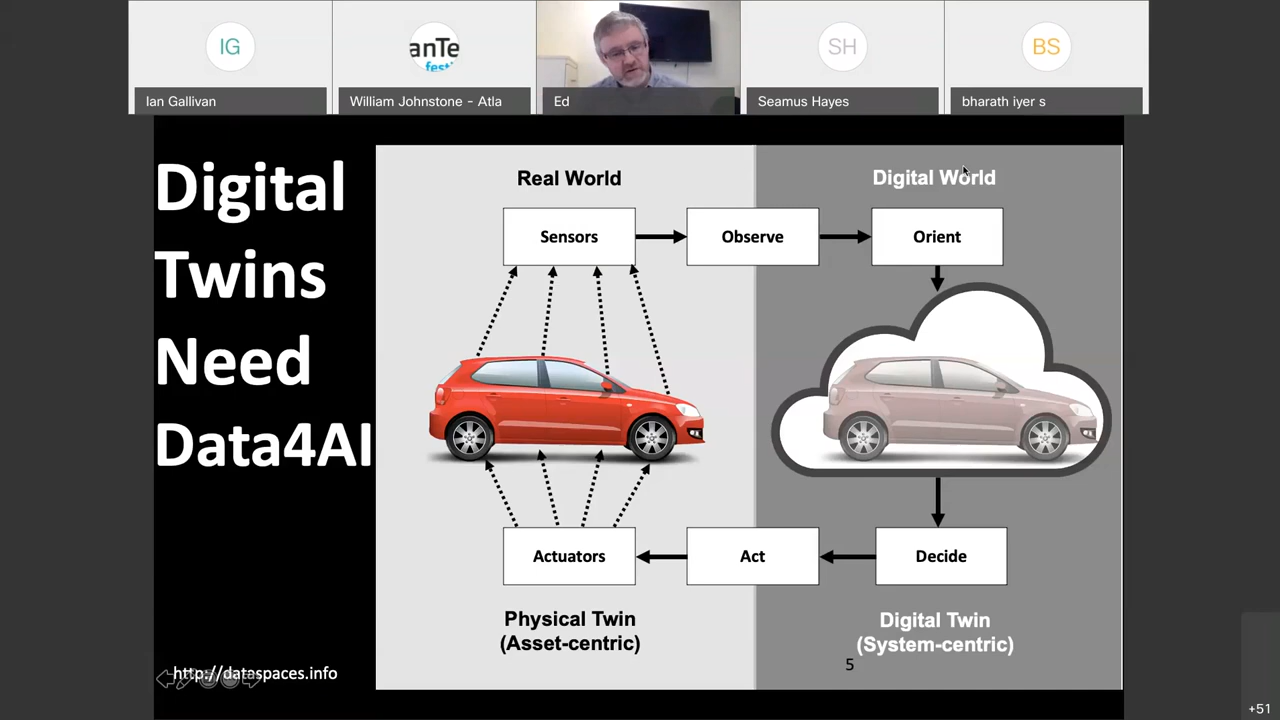 IG
anTe
fest
SH
BS
Ian Gallivan
William Johnstone - Atla
Ed
Seamus Hayes
bharath iyer s
Digital
Twins
Need
Data4AI
Real World
Digital World
Sensors
Observe
Orient
Actuators
Act
Decide
Physical Twin
(Asset-centric)
Digital Twin
(System-centric)
5
http://dataspaces.info
+51